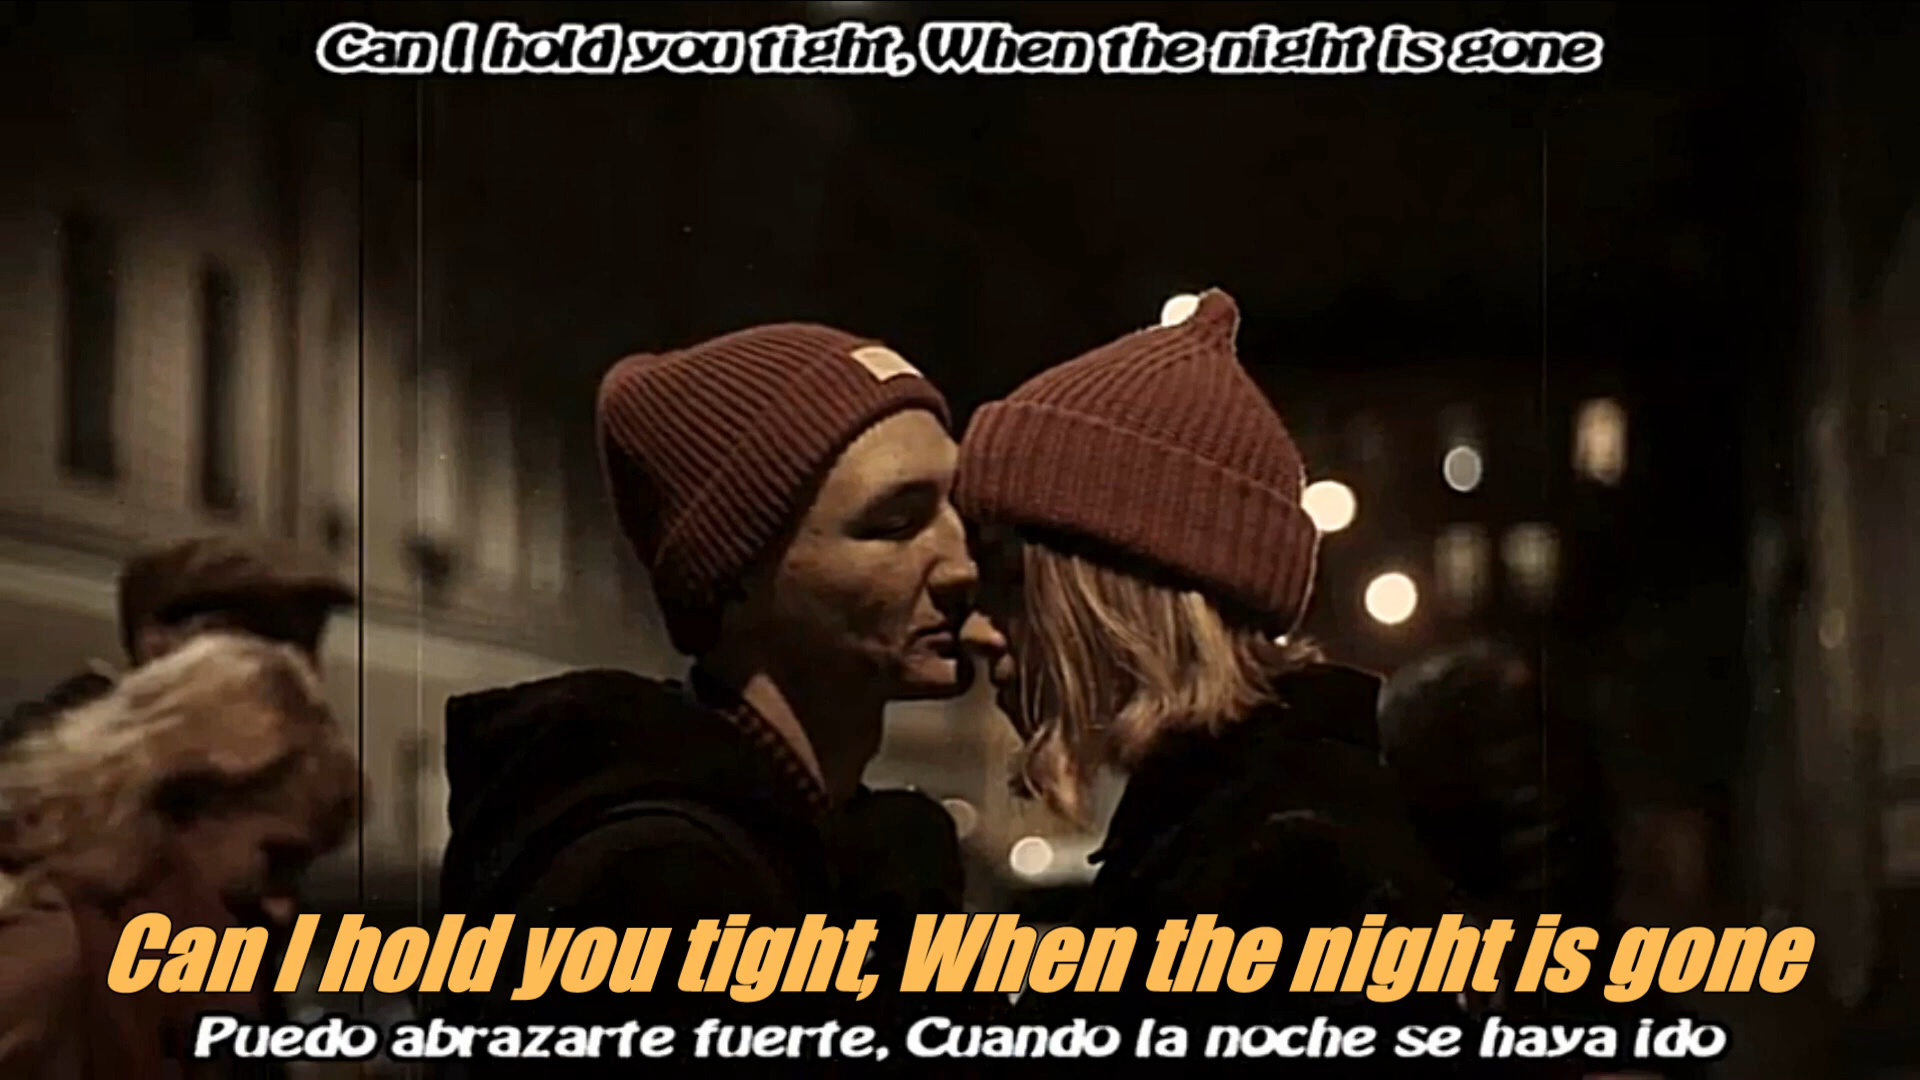 Can I hold you tight, When the night is gone
Can I hold you tight, When the night is gone
Puedo abrazarte fuerte, Cuando la noche se haya ido